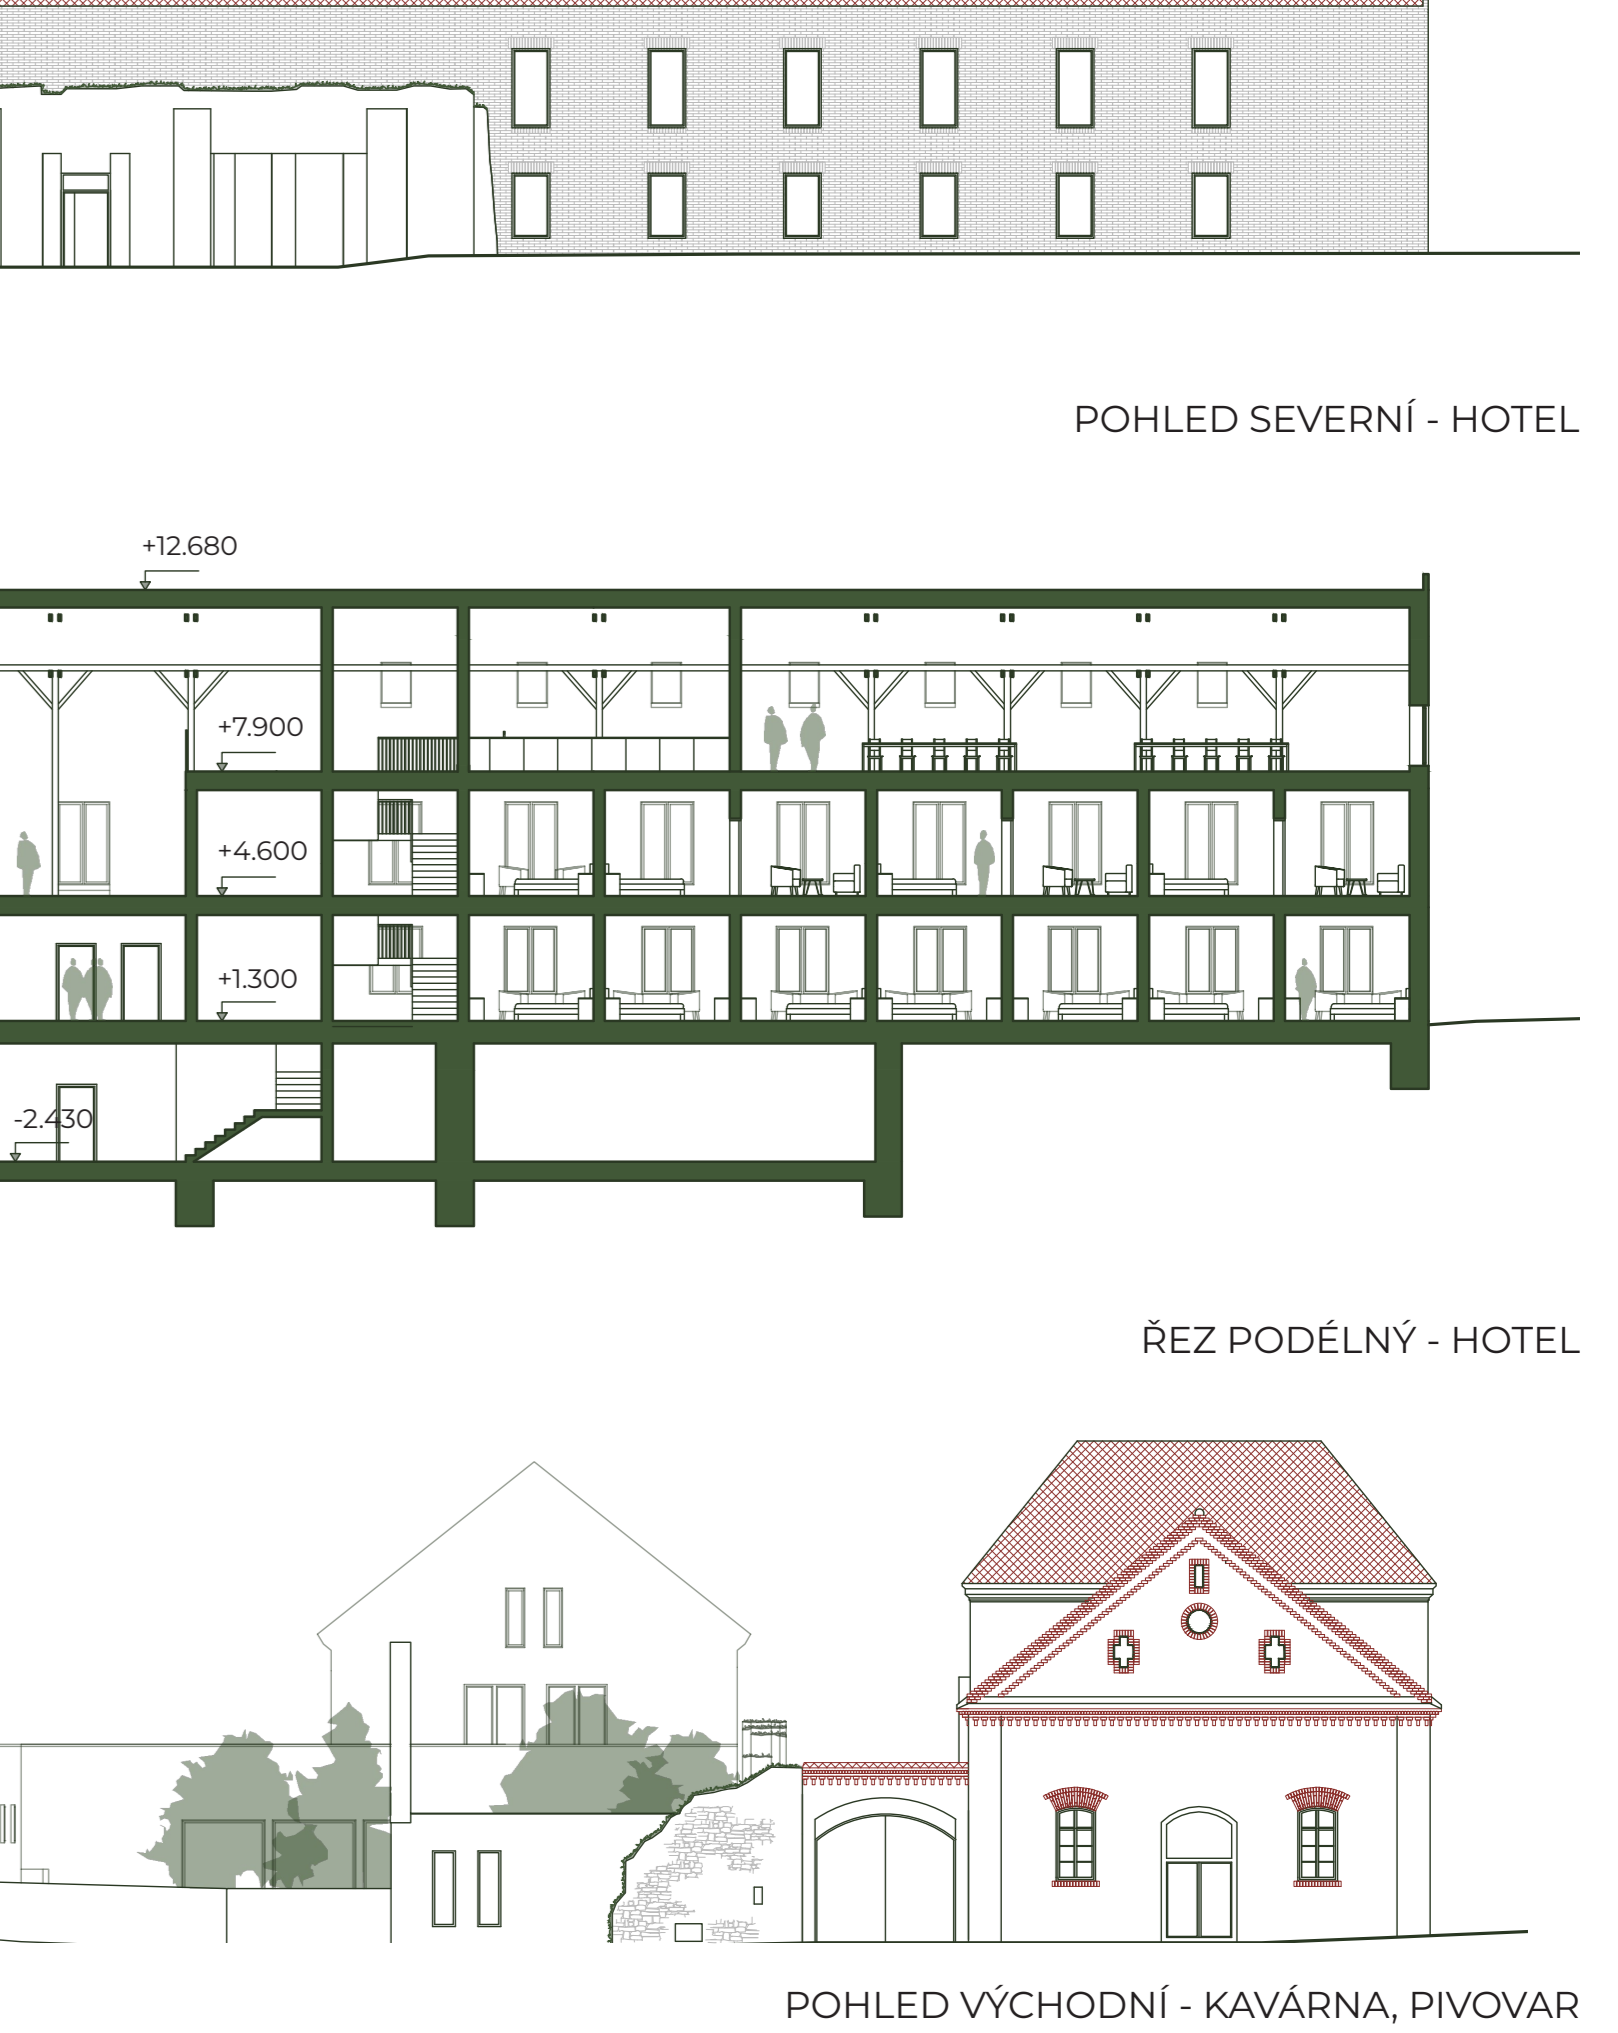 POHLED SEVERNÍ - HOTEL
+12.680
+7.900
+4.600
+1.300
-2.430
ŘEZ PODÉLNÝ - HOTEL
POHLED VÝCHODNÍ - KAVÁRNA, PIVOVAR